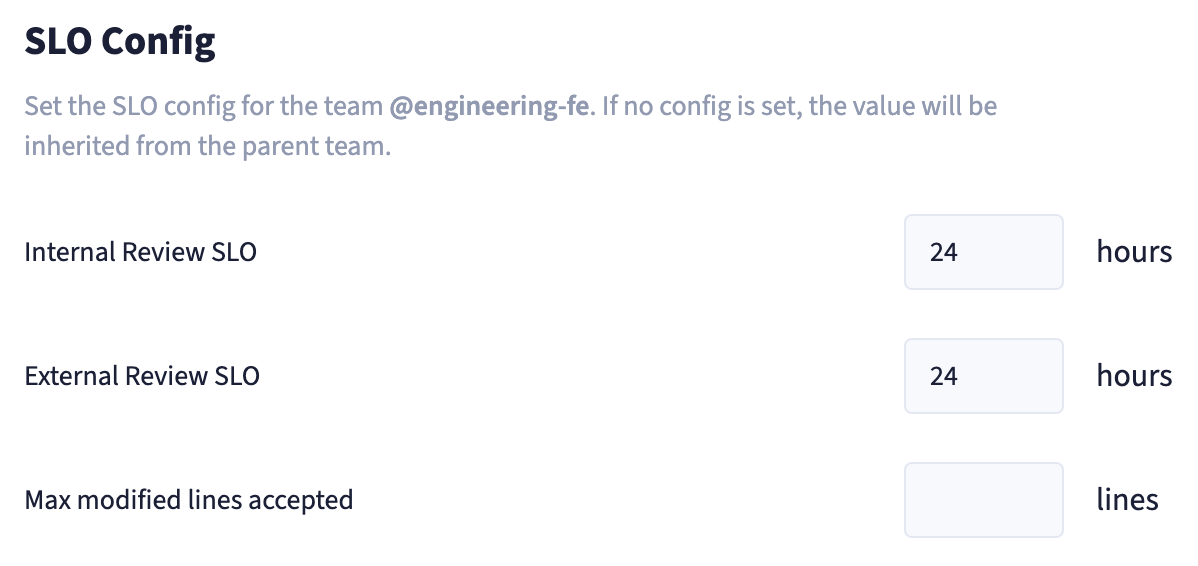 SLO Config
Set the SLO config for the team @engineering-fe. If no config is set, the value will be
inherited from the parent team.
Internal Review SLO 24 hours
External Review SLO 24 hours
Max modified lines accepted lines